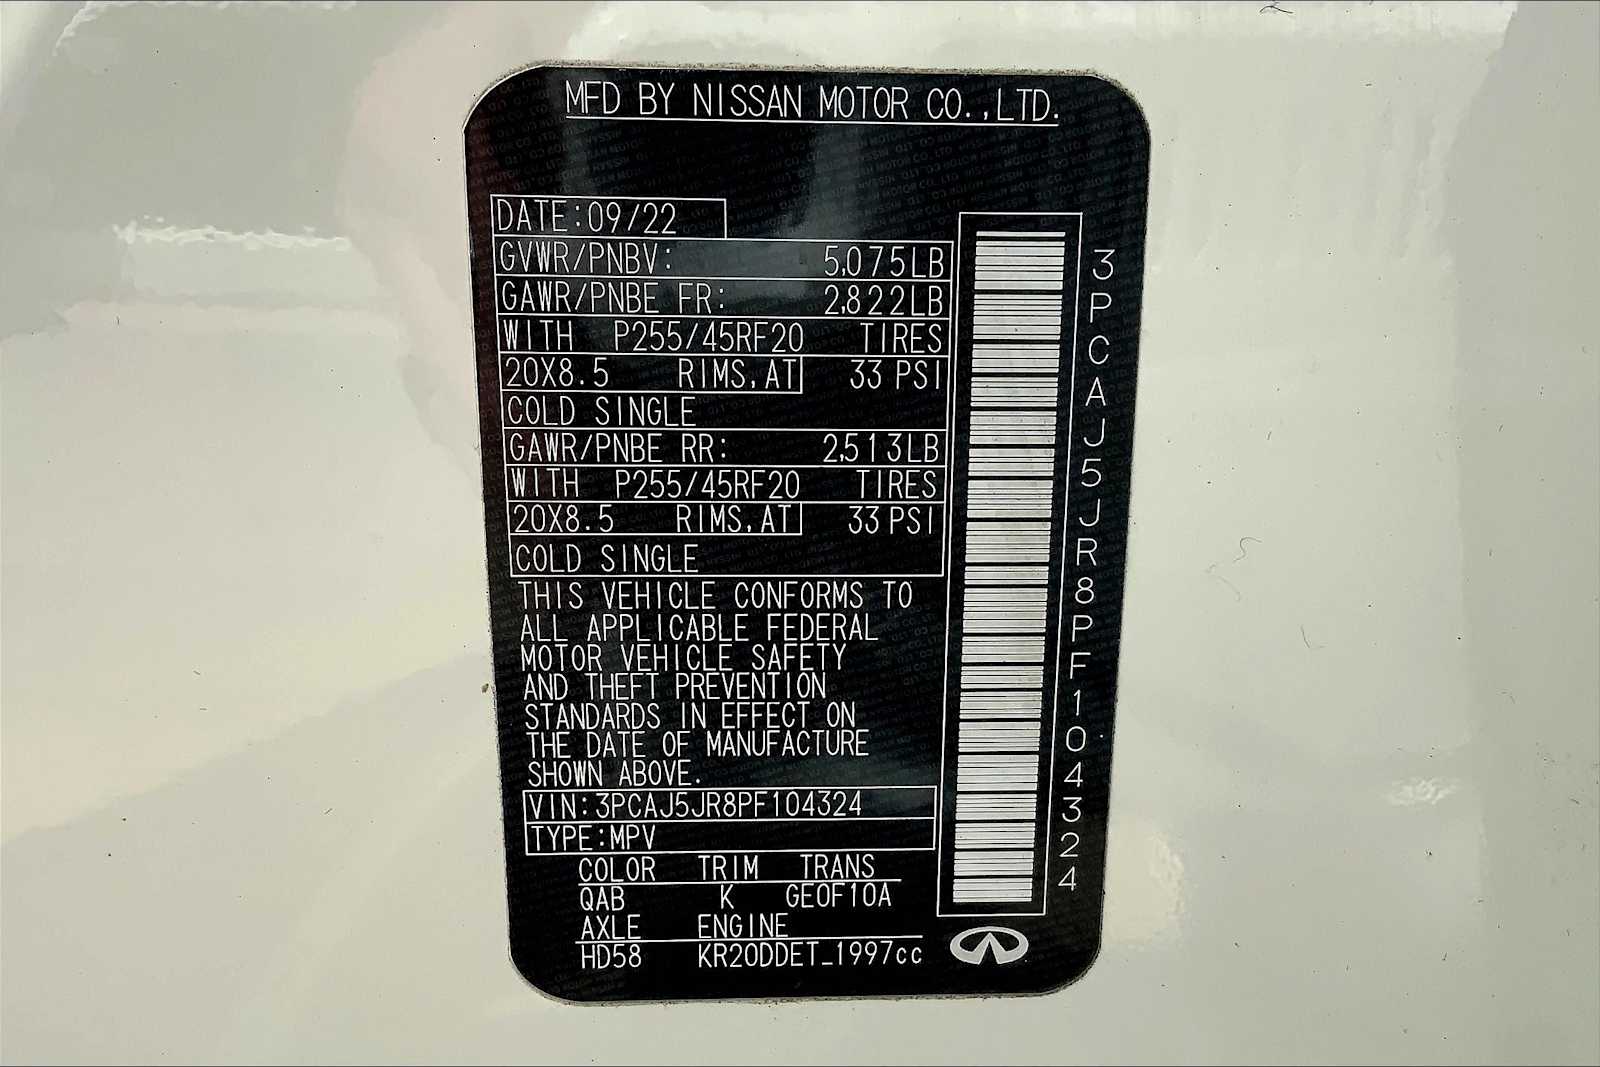 MFD BY NISSAN MOTOR CO.,LTD.
DATE:09/22
GVWR/PNBV: 5,075LB
GAWR/PNBE FR: 2,822LB
WITH P255/45RF20 TIRES
20X8.5 RIMS,AT 33 PSI
COLD SINGLE
GAWR/PNBE RR: 2,513LB
WITH P255/45RF20 TIRES
20X8.5 RIMS,AT 33 PSI
COLD SINGLE
THIS VEHICLE CONFORMS TO
ALL APPLICABLE FEDERAL
MOTOR VEHICLE SAFETY
AND THEFT PREVENTION
STANDARDS IN EFFECT ON
THE DATE OF MANUFACTURE
SHOWN ABOVE.
VIN:3PCAJ5JR8PF104324
TYPE:MPV
COLOR TRIM TRANS
QAB K GE0F10A
AXLE ENGINE
HD58 KR20DDET_1997cc
3PCAJ5JR8PF104324